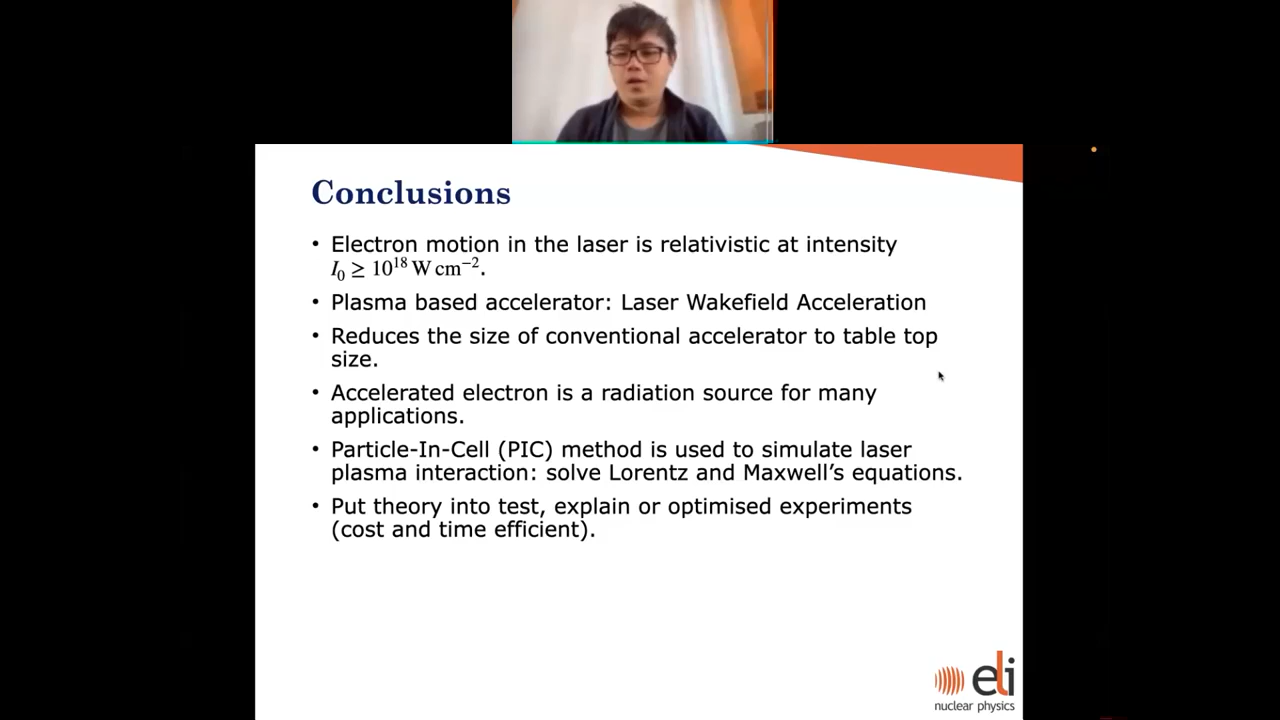 Conclusions
• Electron motion in the laser is relativistic at intensity
I₀ ≥ 10¹⁸ W cm⁻².
• Plasma based accelerator: Laser Wakefield Acceleration
• Reduces the size of conventional accelerator to table top
size.
• Accelerated electron is a radiation source for many
applications.
• Particle-In-Cell (PIC) method is used to simulate laser
plasma interaction: solve Lorentz and Maxwell’s equations.
• Put theory into test, explain or optimised experiments
(cost and time efficient).
eli
nuclear physics